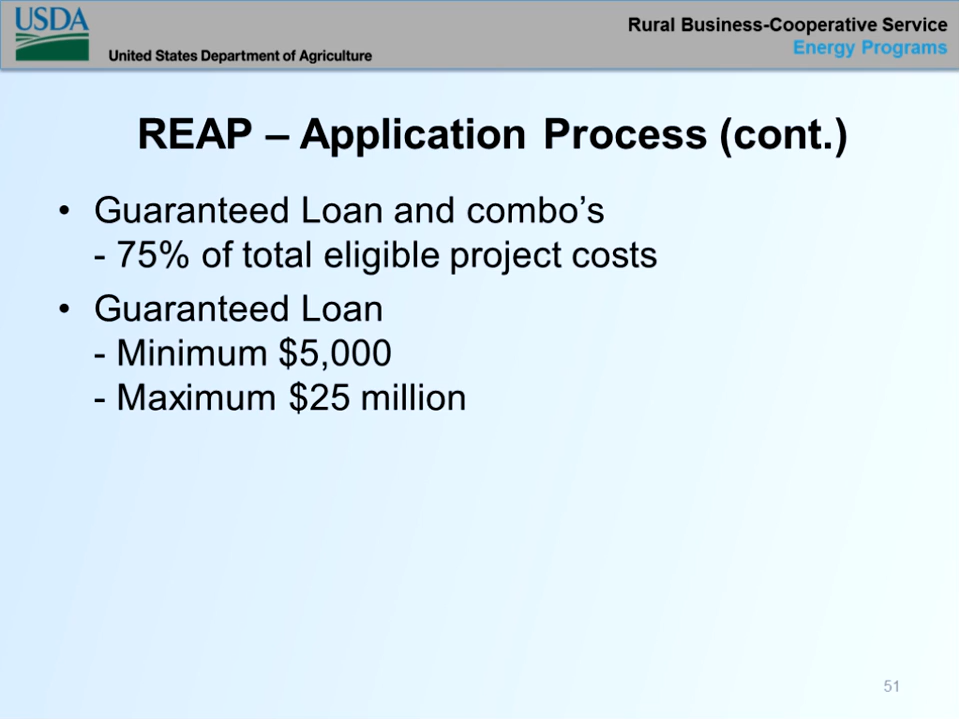 USDA
United States Department of Agriculture
Rural Business-Cooperative Service
Energy Programs
REAP – Application Process (cont.)
• Guaranteed Loan and combo’s
- 75% of total eligible project costs
• Guaranteed Loan
- Minimum $5,000
- Maximum $25 million
51